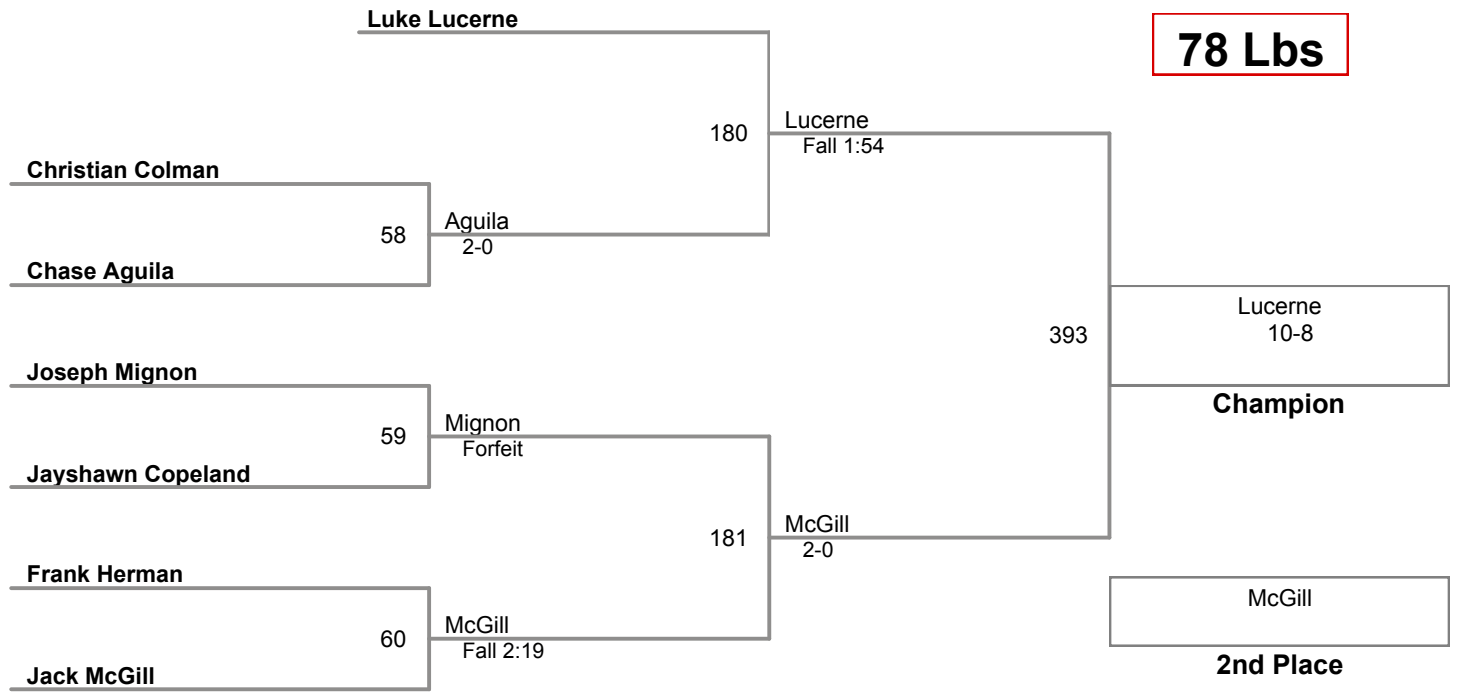 Luke Lucerne
78 Lbs
180
Lucerne
Fall 1:54
Christian Colman
58
Aguila
2-0
Chase Aguila
393
Lucerne
10-8
Champion
Joseph Mignon
59
Mignon
Forfeit
Jayshawn Copeland
181
McGill
2-0
Frank Herman
60
McGill
Fall 2:19
Jack McGill
McGill
2nd Place